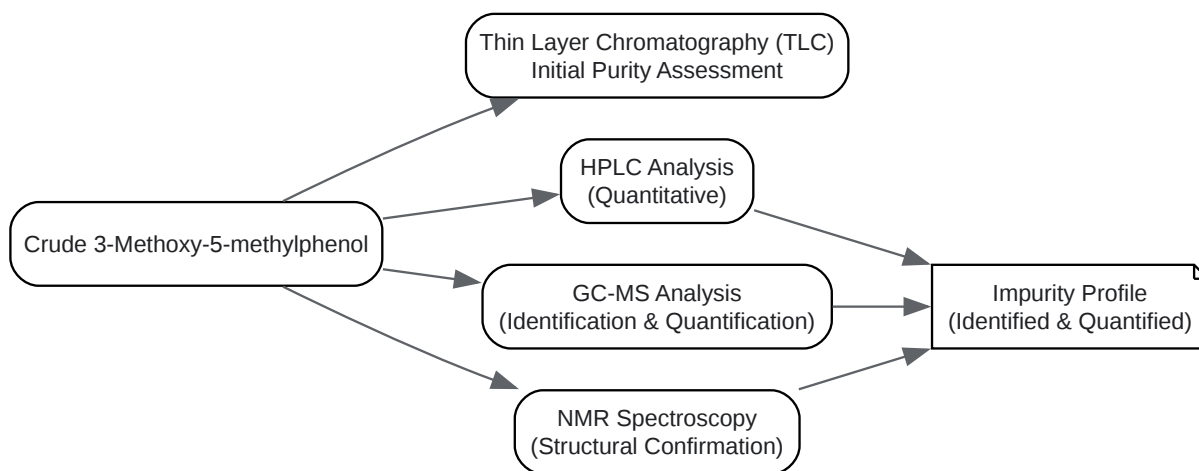 Thin Layer Chromatography (TLC)
Initial Purity Assessment
HPLC Analysis
(Quantitative)
Crude 3-Methoxy-5-methylphenol
GC-MS Analysis
(Identification & Quantification)
Impurity Profile
(Identified & Quantified)
NMR Spectroscopy
(Structural Confirmation)